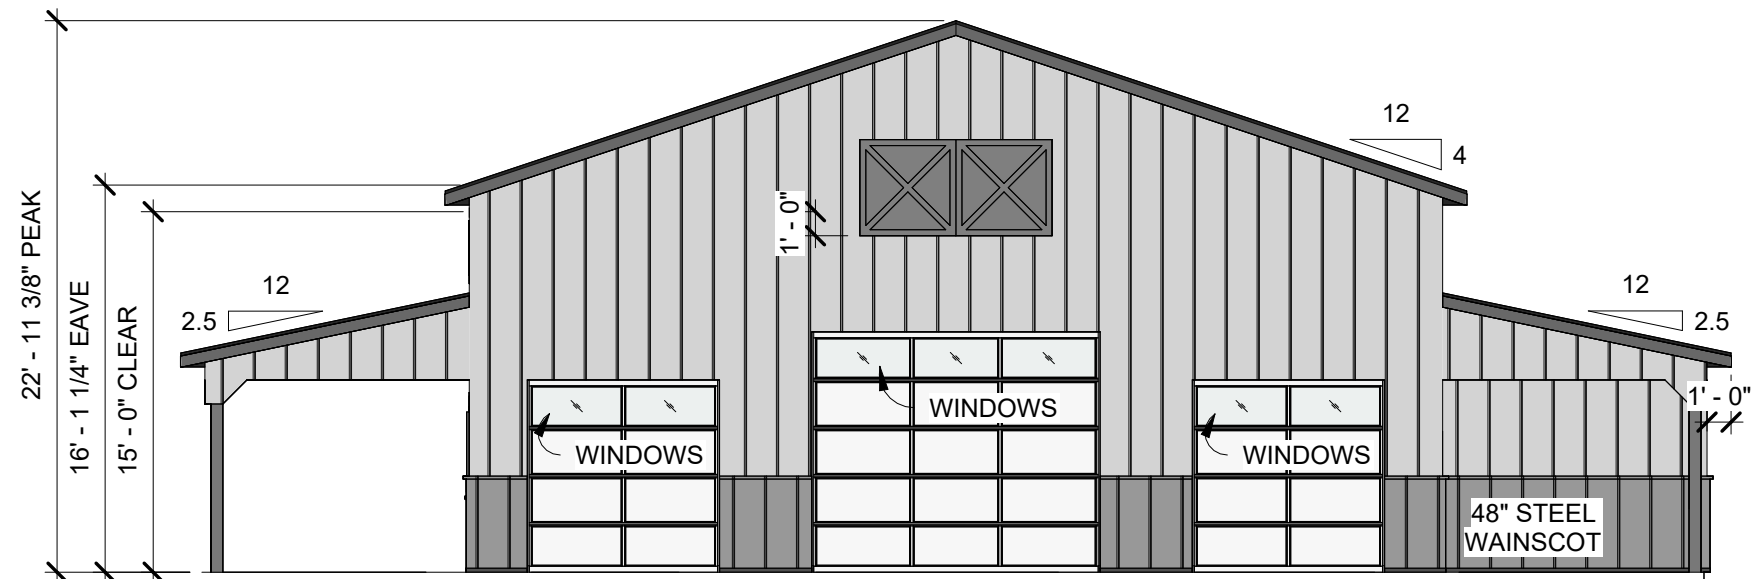 22' - 11 3/8" PEAK
16' - 1 1/4" EAVE
15' - 0" CLEAR
12
4
1' - 0"
12
2.5
12
2.5
1' - 0"
WINDOWS
WINDOWS
WINDOWS
48" STEEL
WAINSCOT